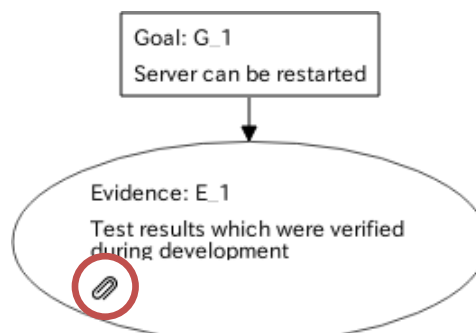 Goal: G_1
Server can be restarted
Evidence: E_1
Test results which were verified
during development